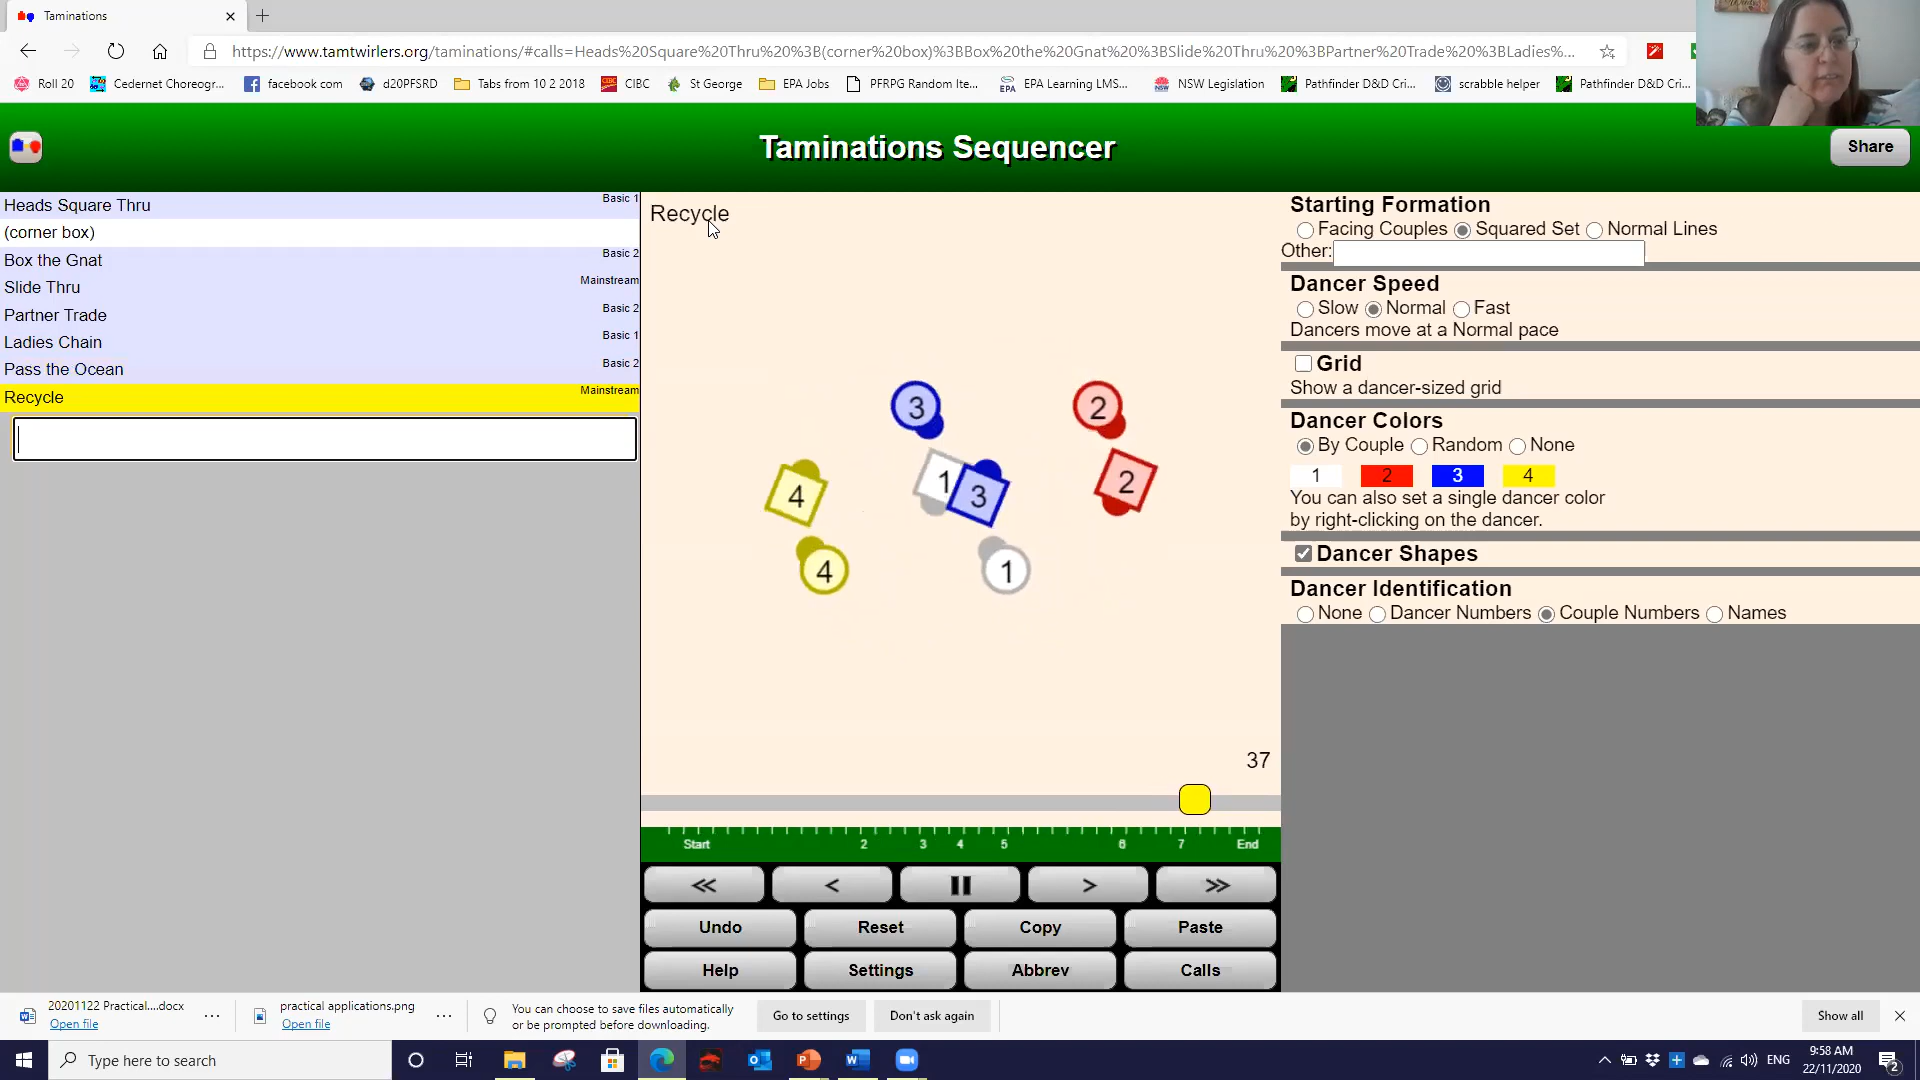 Taminations
https://www.tamtwirlers.org/taminations/#calls=Heads%20Square%20Thru%20%3B(corner%20box)%3BBox%20the%20Gnat%20%3BSlide%20Thru%20%3BPartner%20Trade%20%3BLadies%...
Roll 20 Cedernet Choreogr... facebook.com d20PFSRD Tabs from 10 2 2018 CIBC St George EPA Jobs PFRPG Random Ite... EPA EPA Learning LMS... NSW Legislation Pathfinder D&D Cri... scrabble helper Pathfinder D&D Cri...
Taminations Sequencer
Share
Heads Square Thru Basic 1
(corner box)
Box the Gnat Basic 2
Slide Thru Mainstream
Partner Trade Basic 2
Ladies Chain Basic 1
Pass the Ocean Basic 2
Recycle Mainstream
Recycle
3 2
4 1 3 2
4 1
37
Start 2 3 4 5 6 7 End
≪ < > ≫
Undo Reset Copy Paste
Help Settings Abbrev Calls
Starting Formation
Facing Couples Squared Set Normal Lines
Other:
Dancer Speed
Slow Normal Fast
Dancers move at a Normal pace
Grid
Show a dancer-sized grid
Dancer Colors
By Couple Random None
1 2 3 4
You can also set a single dancer color
by right-clicking on the dancer.
Dancer Shapes
Dancer Identification
None Dancer Numbers Couple Numbers Names
20201122 Practical....docx
Open file
practical applications.png
Open file
You can choose to save files automatically
or be prompted before downloading.
Go to settings
Don't ask again
Show all
Type here to search
ENG
9:58 AM
22/11/2020
2